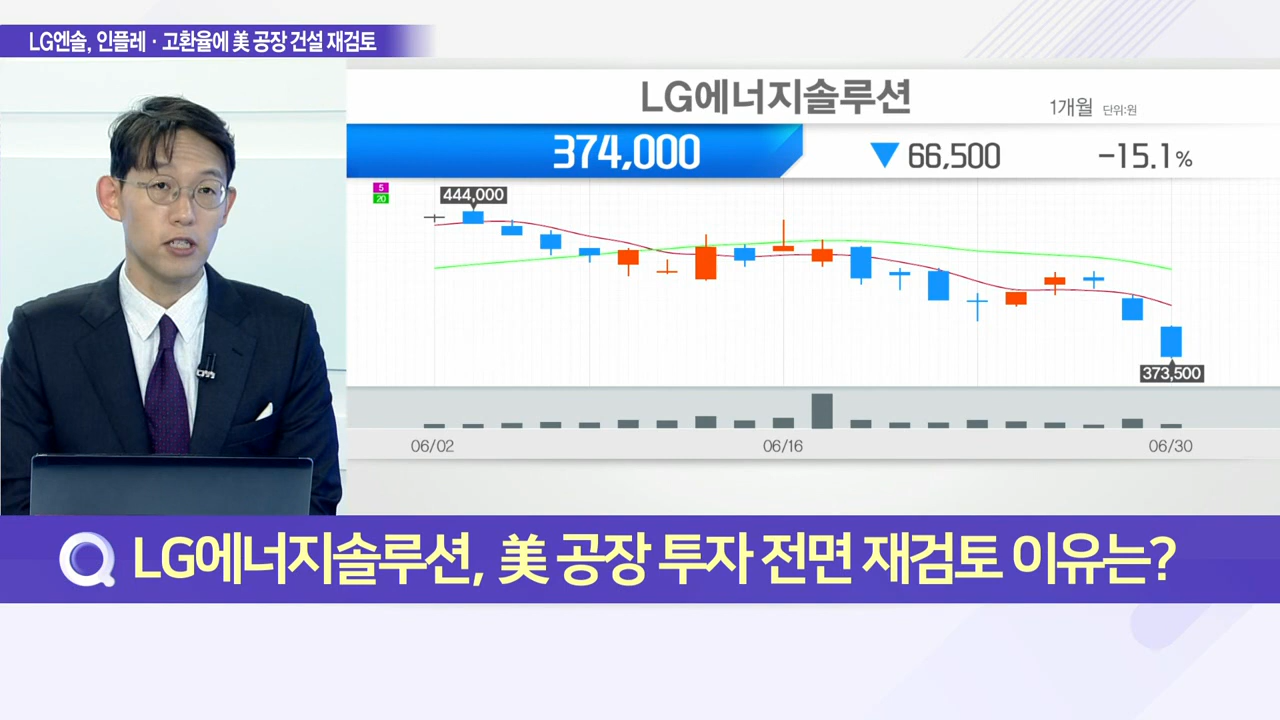 LG엔솔, 인플레·고환율에 美 공장 건설 재검토
LG에너지솔루션
1개월 단위:원
374,000
▼ 66,500
-15.1%
5
20
444,000
373,500
06/02
06/16
06/30
LG에너지솔루션, 美 공장 투자 전면 재검토 이유는?